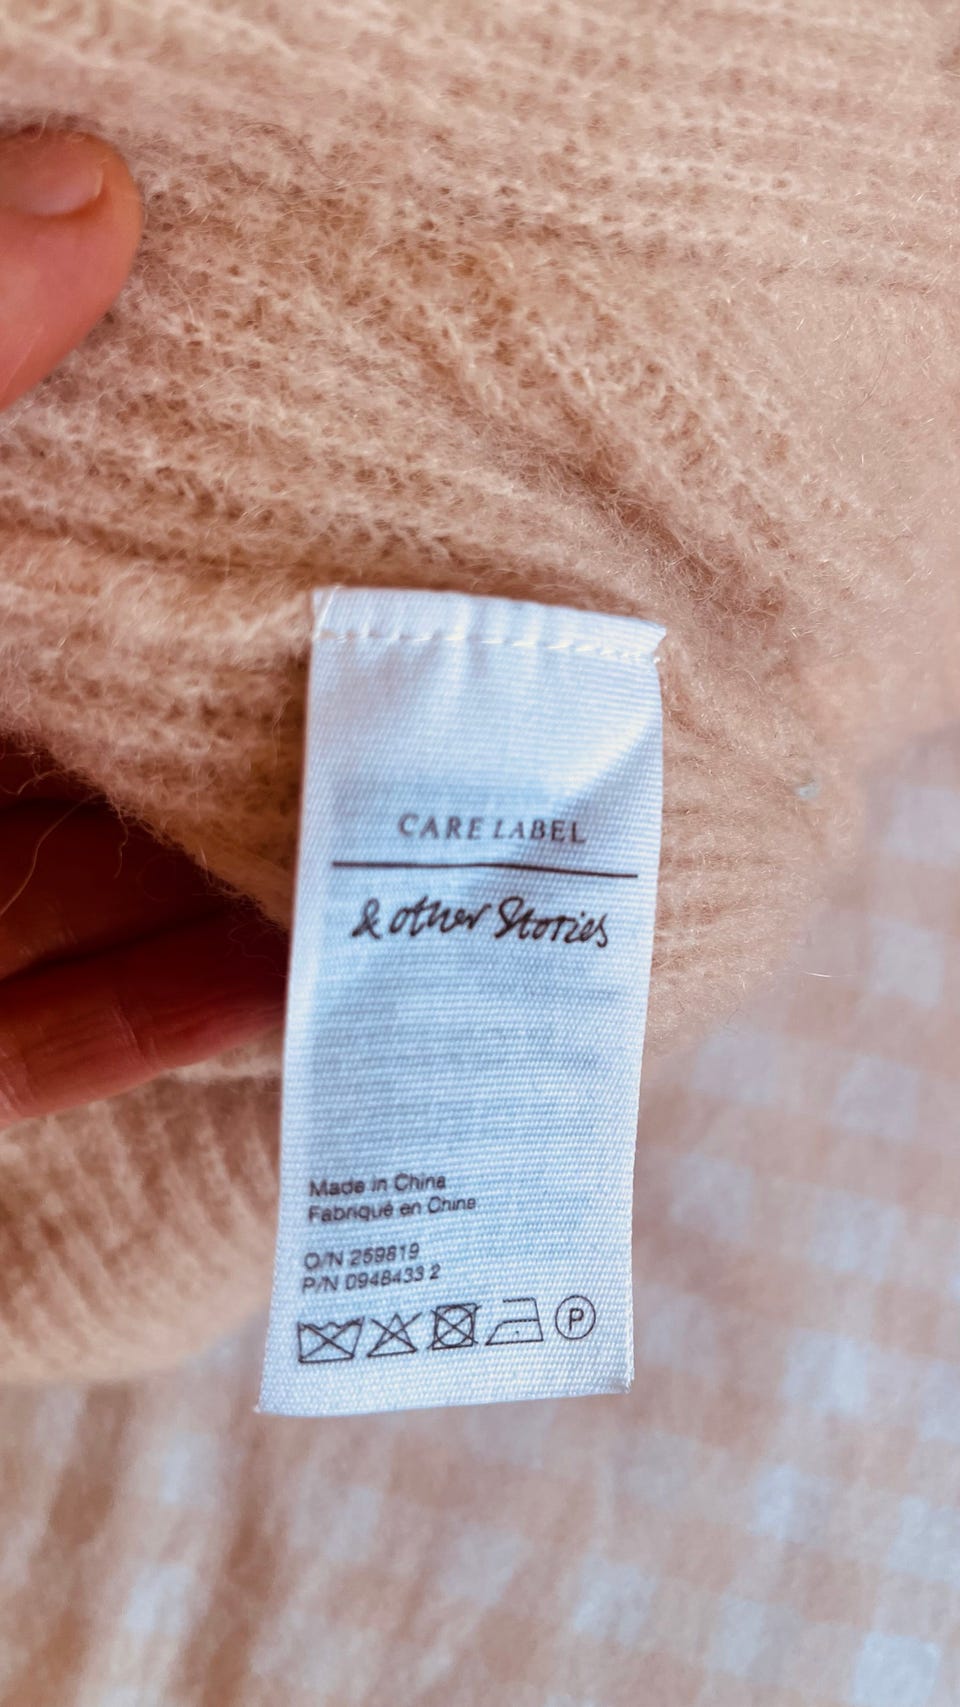 CARE LABEL
& other Stories
Made in China
Fabriqué en Chine
O/N 259819
P/N 0948433 2
P